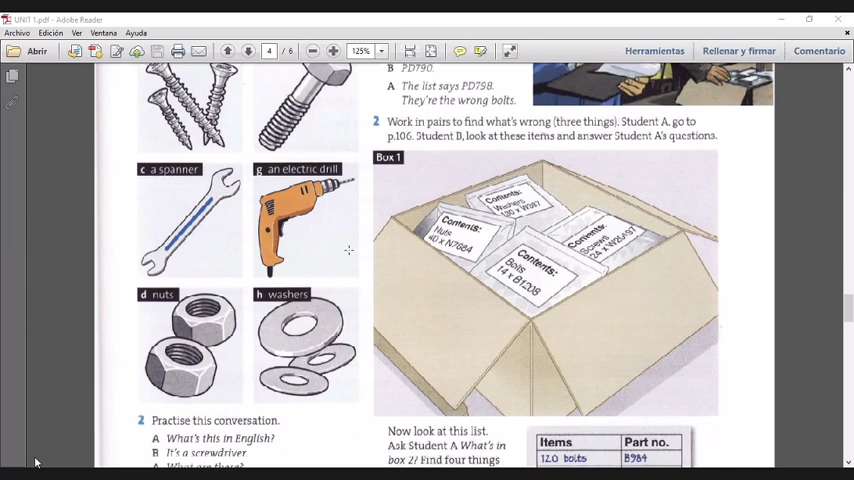 UNIT 1.pdf - Adobe Reader
Archivo Edición Ver Ventana Ayuda
Abrir
4 / 6
125%
Herramientas Rellenar y firmar Comentario
B PD790.
A The list says PD798.
They're the wrong bolts.
2 Work in pairs to find what's wrong (three things). Student A, go to
p.106. Student B, look at these items and answer Student A's questions.
Box 1
c a spanner
g an electric drill
Contents:
Washers
Contents:
Nuts
40 x N7684
Contents:
Screws
Contents:
Bolts
14 x B1208
d nuts
h washers
2 Practise this conversation.
A What's this in English?
B It's a screwdriver.
A What are these?
Now look at this list.
Ask Student A What's in
box 2? Find four things
Items Part no.
120 bolts B984